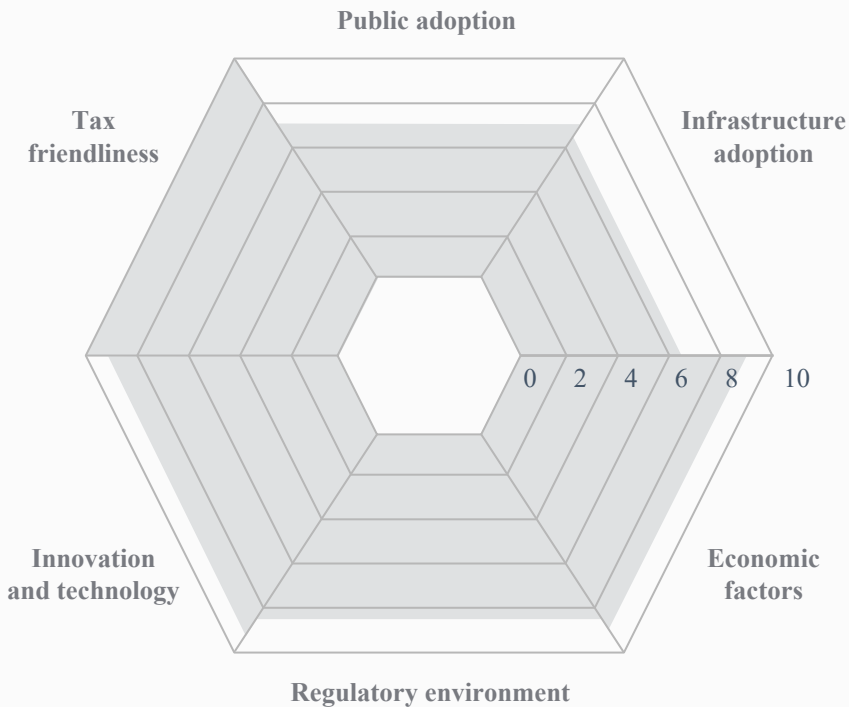 Public adoption
Tax
friendliness
Infrastructure
adoption
0 2 4 6 8 10
Innovation
and technology
Economic
factors
Regulatory environment